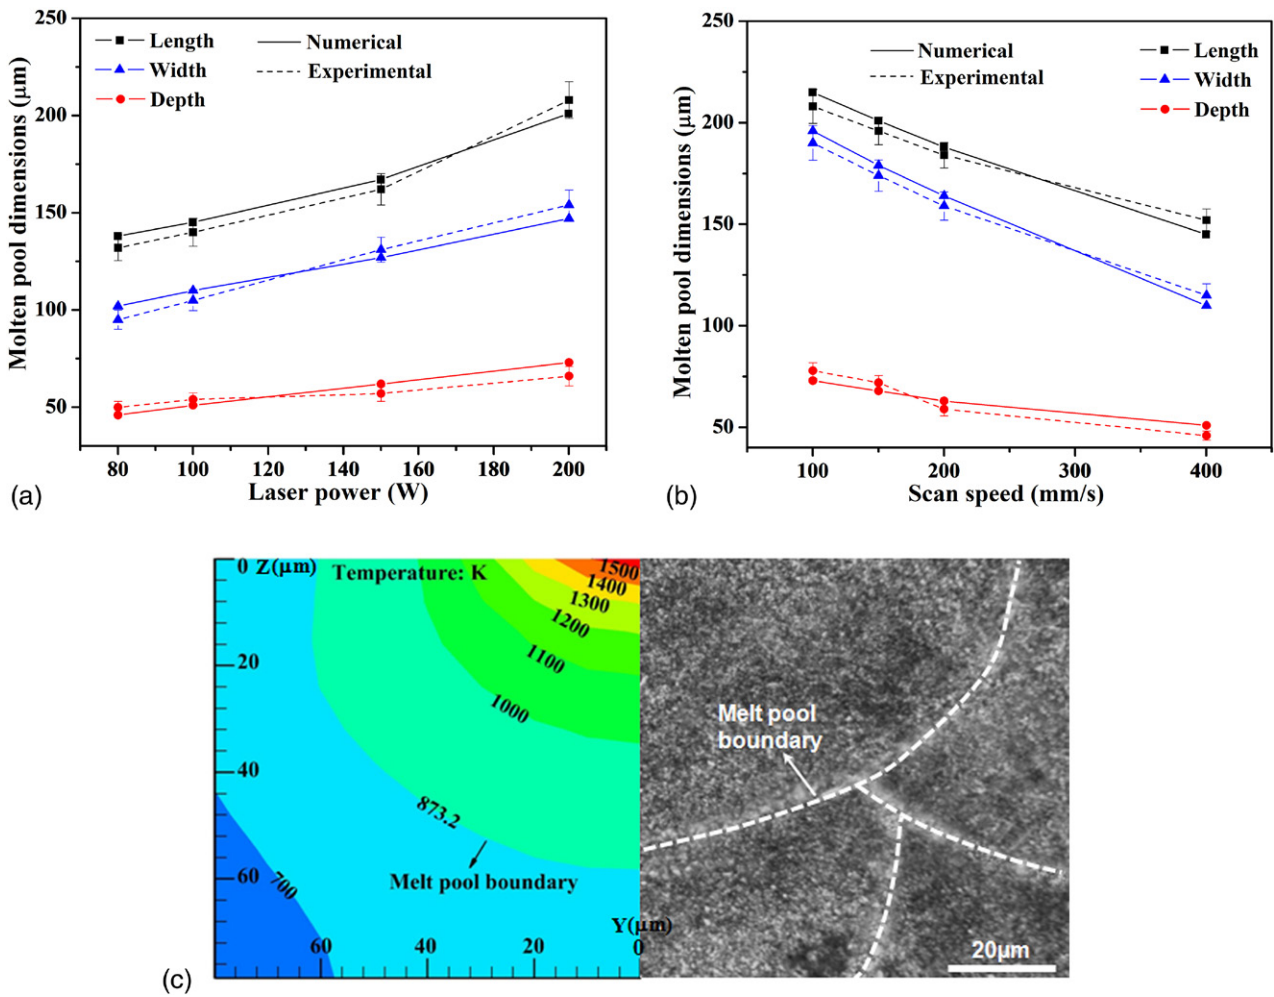 (a)
Molten pool dimensions (µm)
250
200
150
100
50
Length
Width
Depth
Numerical
Experimental
80 100 120 140 160 180 200
Laser power (W)
(b)
Molten pool dimensions (µm)
250
200
150
100
50
Numerical
Experimental
Length
Width
Depth
100 200 300 400
Scan speed (mm/s)
(c)
0 Z(µm)
Temperature: K
1500
1400
1300
1200
1100
1000
873.2
700
20
40
60
Melt pool boundary
Y(µm)
60 40 20 0
Melt pool
boundary
20µm